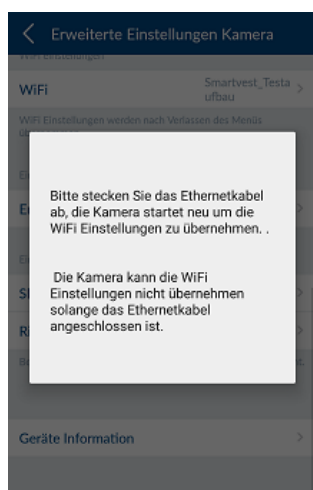 Erweiterte Einstellungen Kamera
WiFi Einstellungen
WiFi
Smartvest_Testa
ufbau
WiFi Einstellungen werden nach Verlassen des Menüs
Bitte stecken Sie das Ethernetkabel
ab, die Kamera startet neu um die
WiFi Einstellungen zu übernehmen. .
Die Kamera kann die WiFi
Einstellungen nicht übernehmen
solange das Ethernetkabel
angeschlossen ist.
Geräte Information